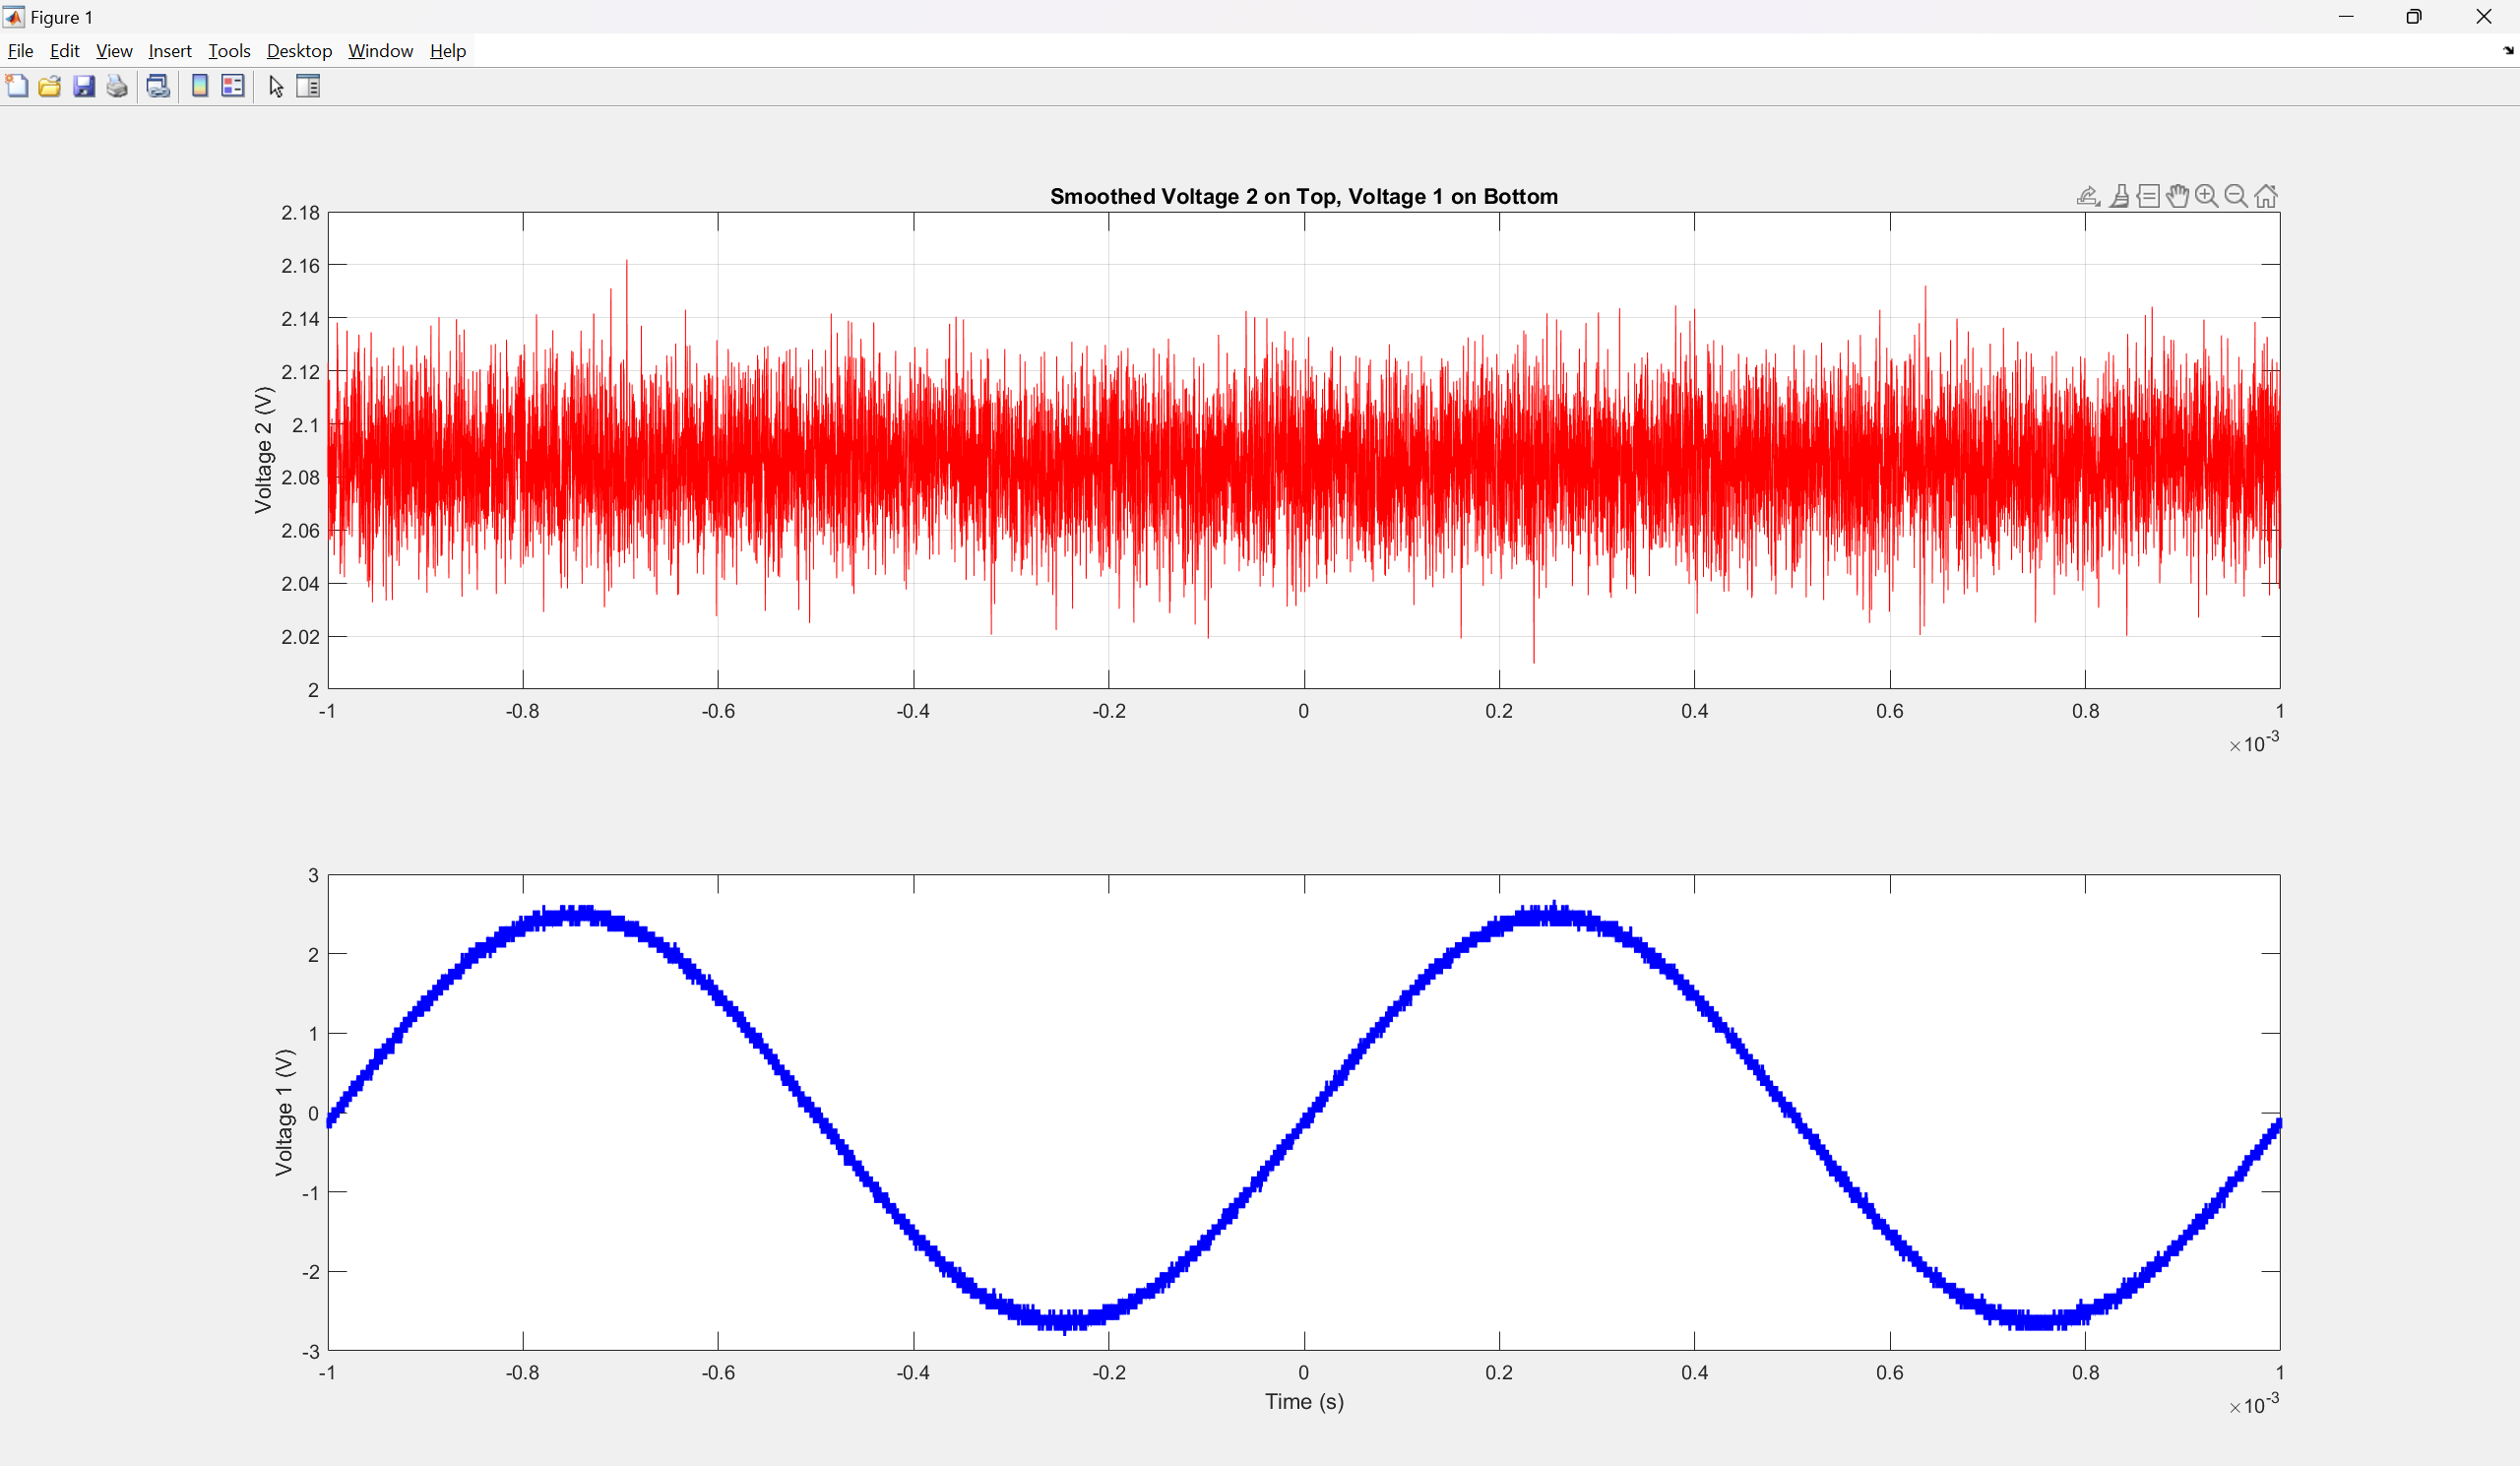 Figure 1
File Edit View Insert Tools Desktop Window Help
Smoothed Voltage 2 on Top, Voltage 1 on Bottom
2.18
2.16
2.14
2.12
2.1
2.08
2.06
2.04
2.02
2
Voltage 2 (V)
-1 -0.8 -0.6 -0.4 -0.2 0 0.2 0.4 0.6 0.8 1
×10-3
3
2
1
0
-1
-2
-3
Voltage 1 (V)
-1 -0.8 -0.6 -0.4 -0.2 0 0.2 0.4 0.6 0.8 1
Time (s)
×10-3